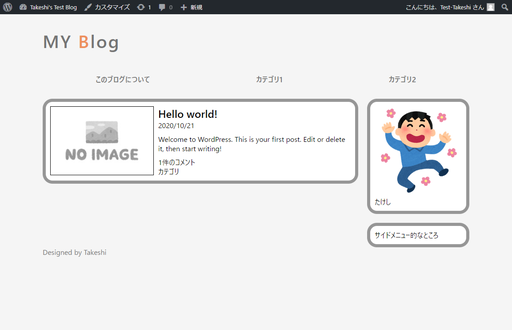 Takeshi's Test Blog カスタマイズ 1 0 新規 こんにちは、Test-Takeshi さん
MY Blog
このブログについて カテゴリ1 カテゴリ2
NO IMAGE
Hello world!
2020/10/21
Welcome to WordPress. This is your first post. Edit or delete
it, then start writing!
1件のコメント
カテゴリ
たけし
サイドメニュー的なところ
Designed by Takeshi